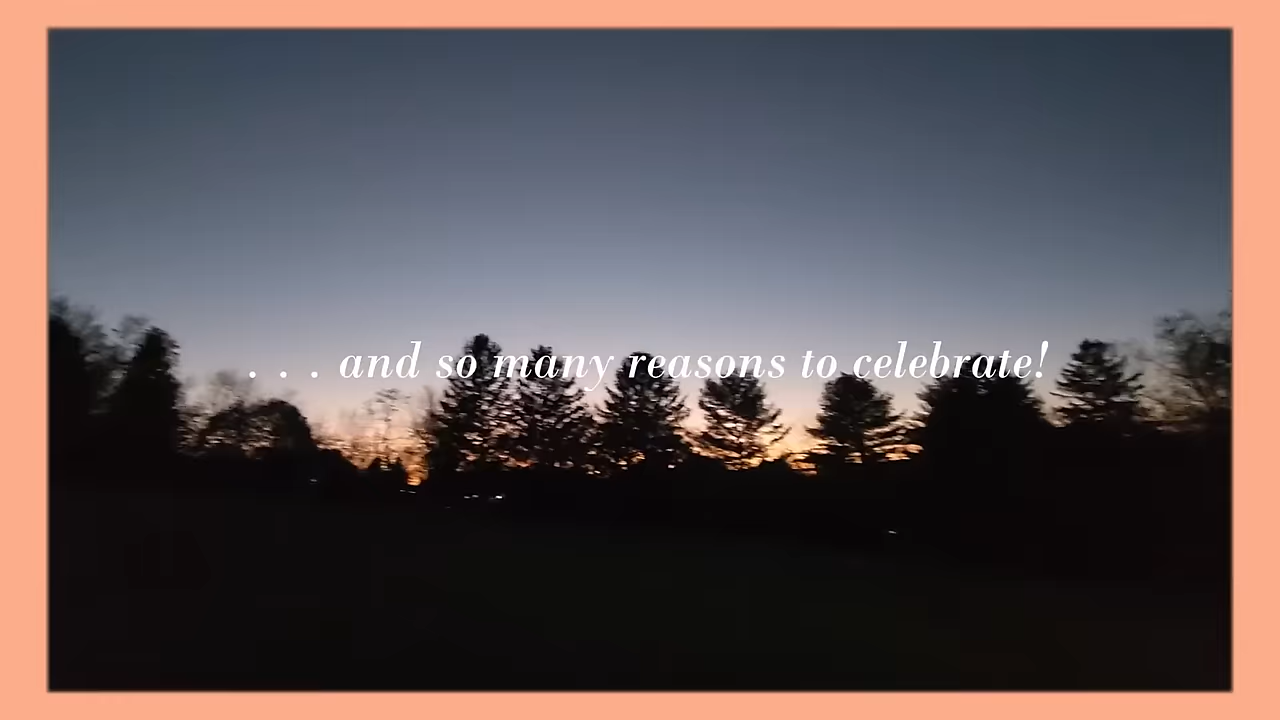 . . . and so many reasons to celebrate!